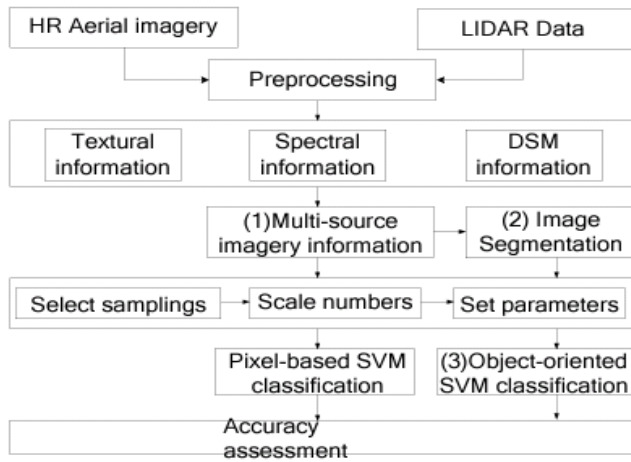 HR Aerial imagery
LIDAR Data
Preprocessing
Textural
information
Spectral
information
DSM
information
(1)Multi-source
imagery information
(2) Image
Segmentation
Select samplings
Scale numbers
Set parameters
Pixel-based SVM
classification
(3)Object-oriented
SVM classification
Accuracy
assessment